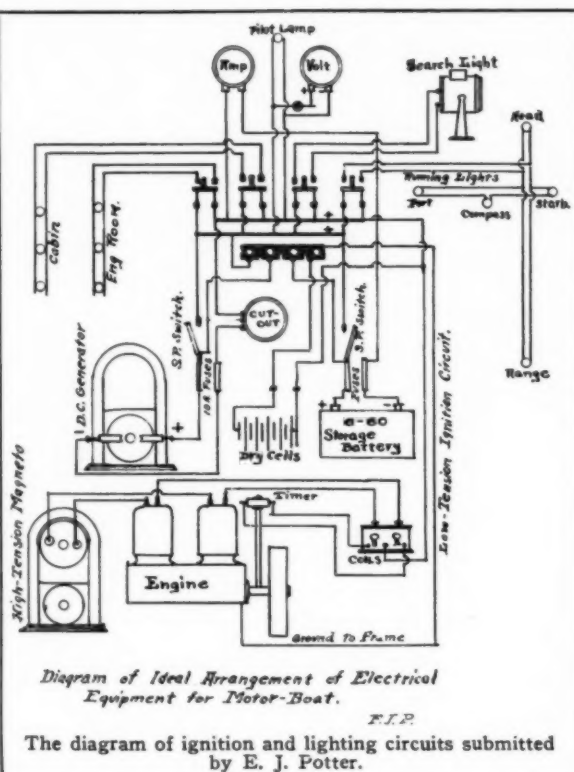 Pilot Lamp
Amp
Volt
+
-
Search Light
Head
Running Lights
Port
Starb.
Compass
Cabin
Eng Room.
+
+
Range
S.P. Switch.
CUT-OUT
S.P. Switch.
D.C. Generator
+
10A Fuses
Fuses
+
-
6-60
Storage
Battery
Dry Cells
Low-Tension Ignition Circuit.
High-Tension Magneto
Timer
Engine
COILS
Ground to Frame
Diagram of Ideal Arrangement of Electrical
Equipment for Motor-Boat.
E.J.P.
The diagram of ignition and lighting circuits submitted
by E. J. Potter.